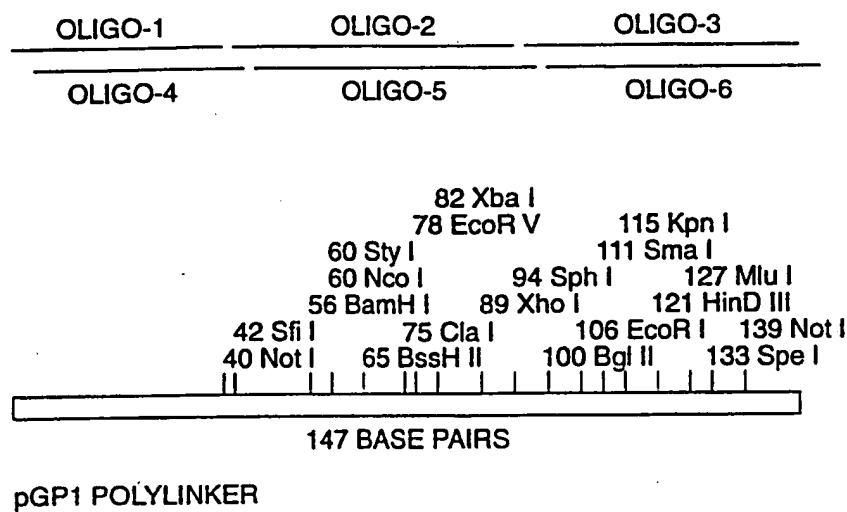 OLIGO-1 OLIGO-2 OLIGO-3
OLIGO-4 OLIGO-5 OLIGO-6
82 Xba I
78 EcoR V 115 Kpn I
60 Sty I 111 Sma I
60 Nco I 94 Sph I 127 Mlu I
56 BamH I 89 Xho I 121 HinD III
42 Sfi I 75 Cla I 106 EcoR I 139 Not I
40 Not I 65 BssH II 100 Bgl II 133 Spe I
147 BASE PAIRS
pGP1 POLYLINKER